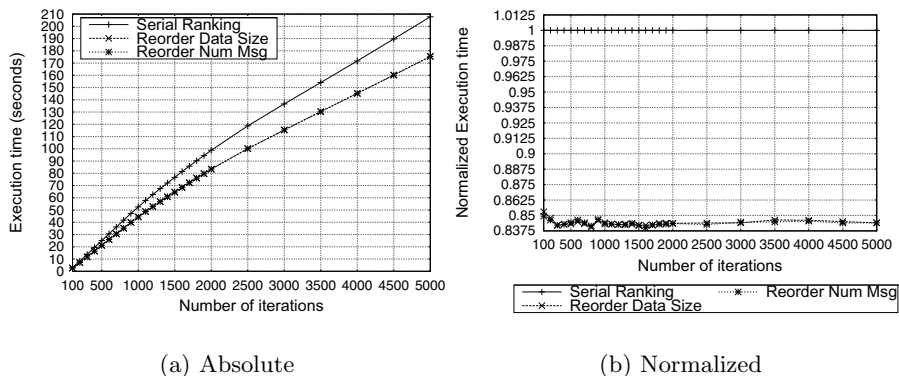 Execution time (seconds)
210
200
190
180
170
160
150
140
130
120
110
100
90
80
70
60
50
40
30
20
10
0
Serial Ranking
Reorder Data Size
Reorder Num Msg
100 500 1000 1500 2000 2500 3000 3500 4000 4500 5000
Number of iterations
(a) Absolute
Normalized Execution time
1.0125
1
0.9875
0.975
0.9625
0.95
0.9375
0.925
0.9125
0.9
0.8875
0.875
0.8625
0.85
0.8375
100 500 1000 1500 2000 2500 3000 3500 4000 4500 5000
Number of iterations
Serial Ranking Reorder Num Msg
Reorder Data Size
(b) Normalized